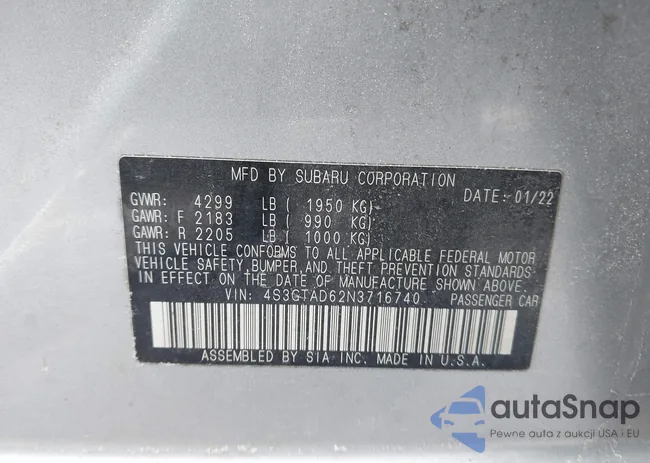 MFD BY SUBARU CORPORATION
DATE: 01/22
GVWR: 4299 LB ( 1950 KG)
GAWR: F 2183 LB ( 990 KG)
GAWR: R 2205 LB ( 1000 KG)
THIS VEHICLE CONFORMS TO ALL APPLICABLE FEDERAL MOTOR
VEHICLE SAFETY, BUMPER, AND THEFT PREVENTION STANDARDS
IN EFFECT ON THE DATE OF MANUFACTURE SHOWN ABOVE.
VIN: 4S3GTAD62N3716740 PASSENGER CAR
ASSEMBLED BY SIA INC. MADE IN U.S.A.
autaSnap
Pewne auta z aukcji USA i EU